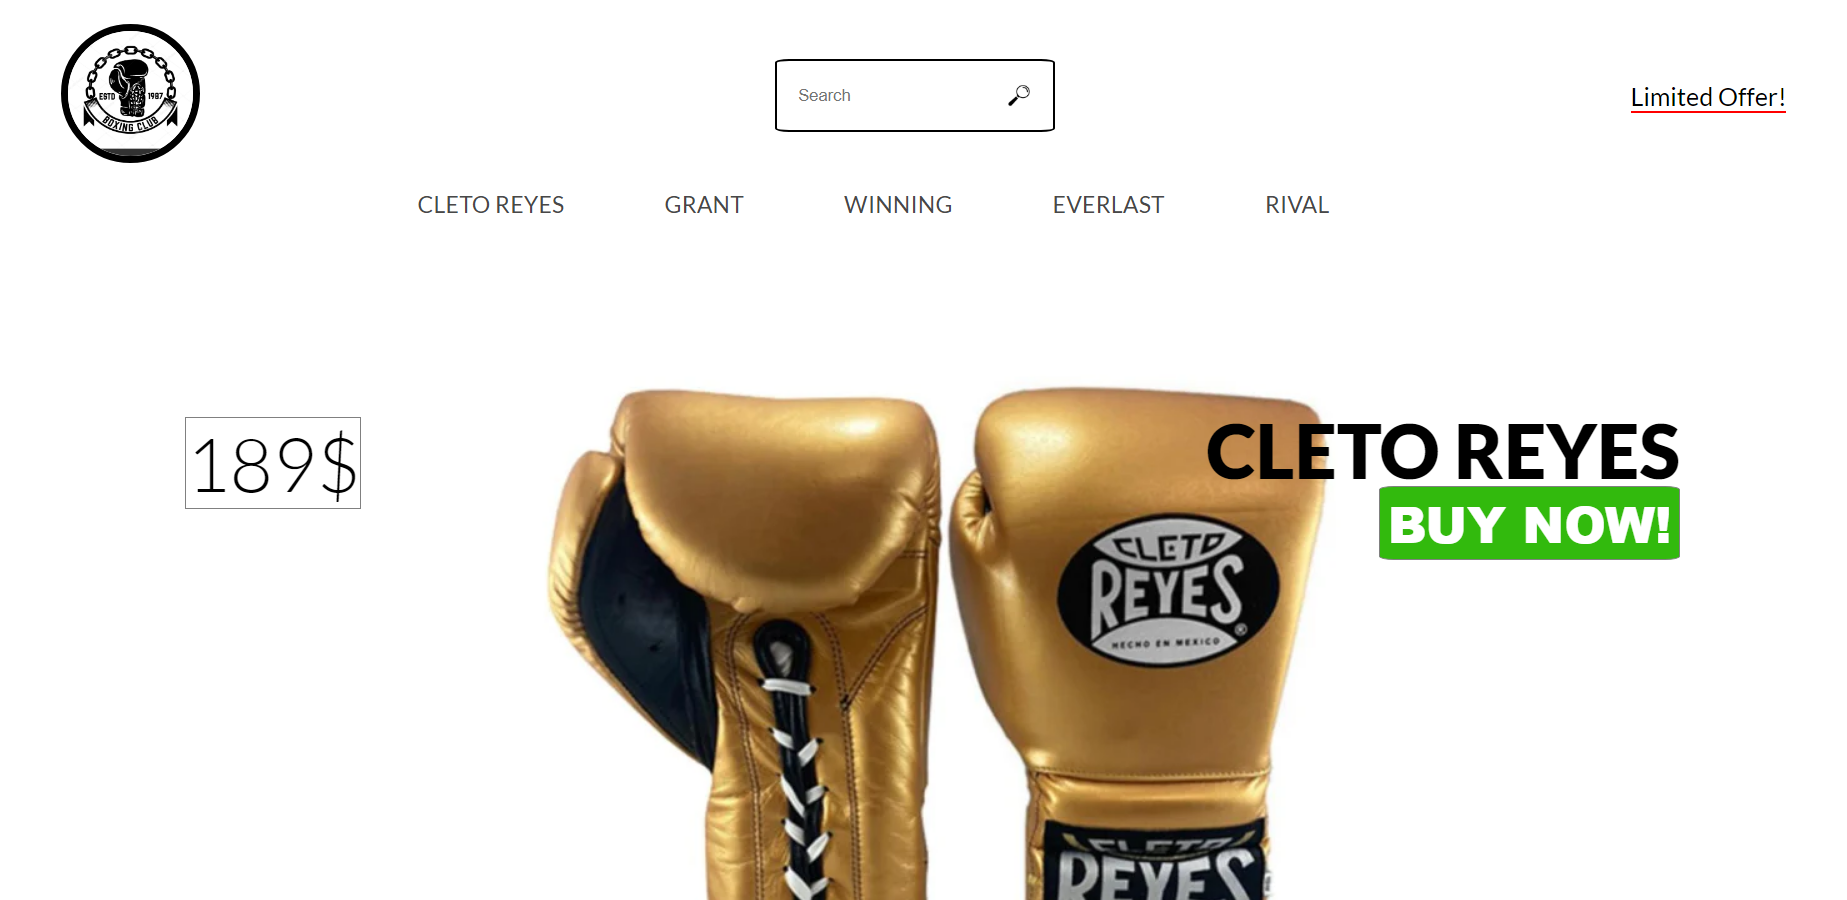 ESTD 1987
BOXING CLUB
Search
Limited Offer!
CLETO REYES GRANT WINNING EVERLAST RIVAL
189$
CLETO REYES
BUY NOW!
CLETO
REYES®
HECHO EN MEXICO
CLETO
REYES